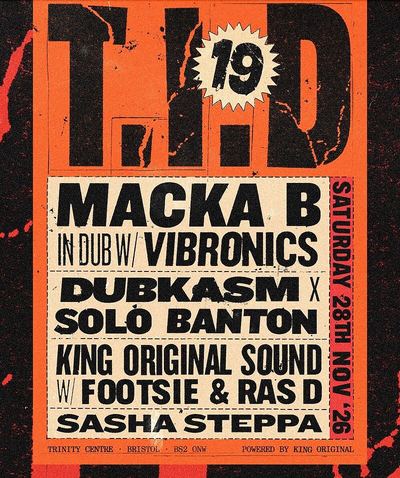 T.I.D
19
MACKA B
IN DUB W/ VIBRONICS
DUBKASM X
SOLO BANTON
KING ORIGINAL SOUND
W/ FOOTSIE & RAS D
SASHA STEPPA
SATURDAY 28TH NOV '26
TRINITY CENTRE · BRISTOL · BS2 0NW
POWERED BY KING ORIGINAL